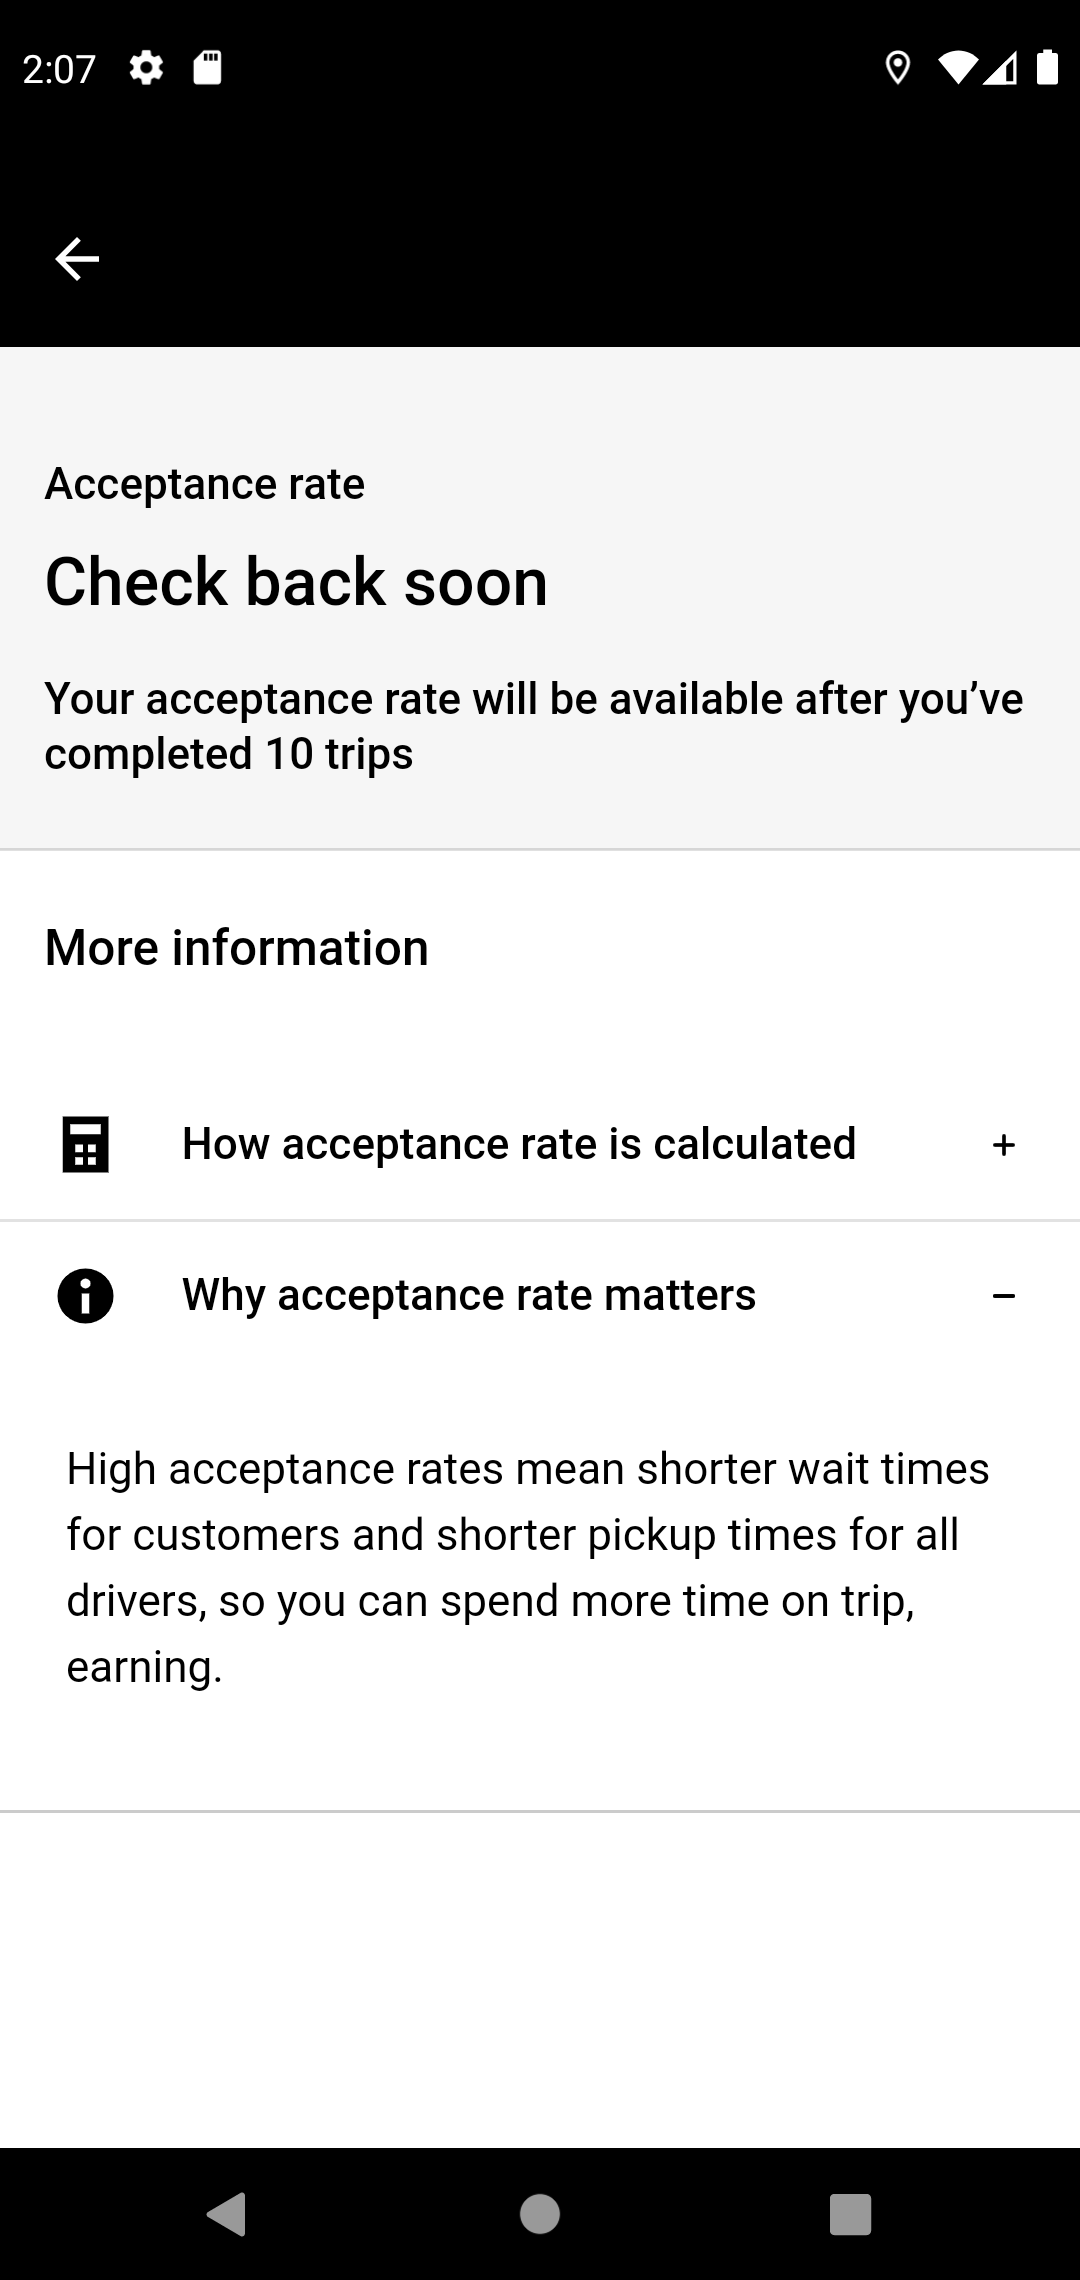 2:07
Acceptance rate
Check back soon
Your acceptance rate will be available after you’ve
completed 10 trips
More information
How acceptance rate is calculated
Why acceptance rate matters
High acceptance rates mean shorter wait times
for customers and shorter pickup times for all
drivers, so you can spend more time on trip,
earning.